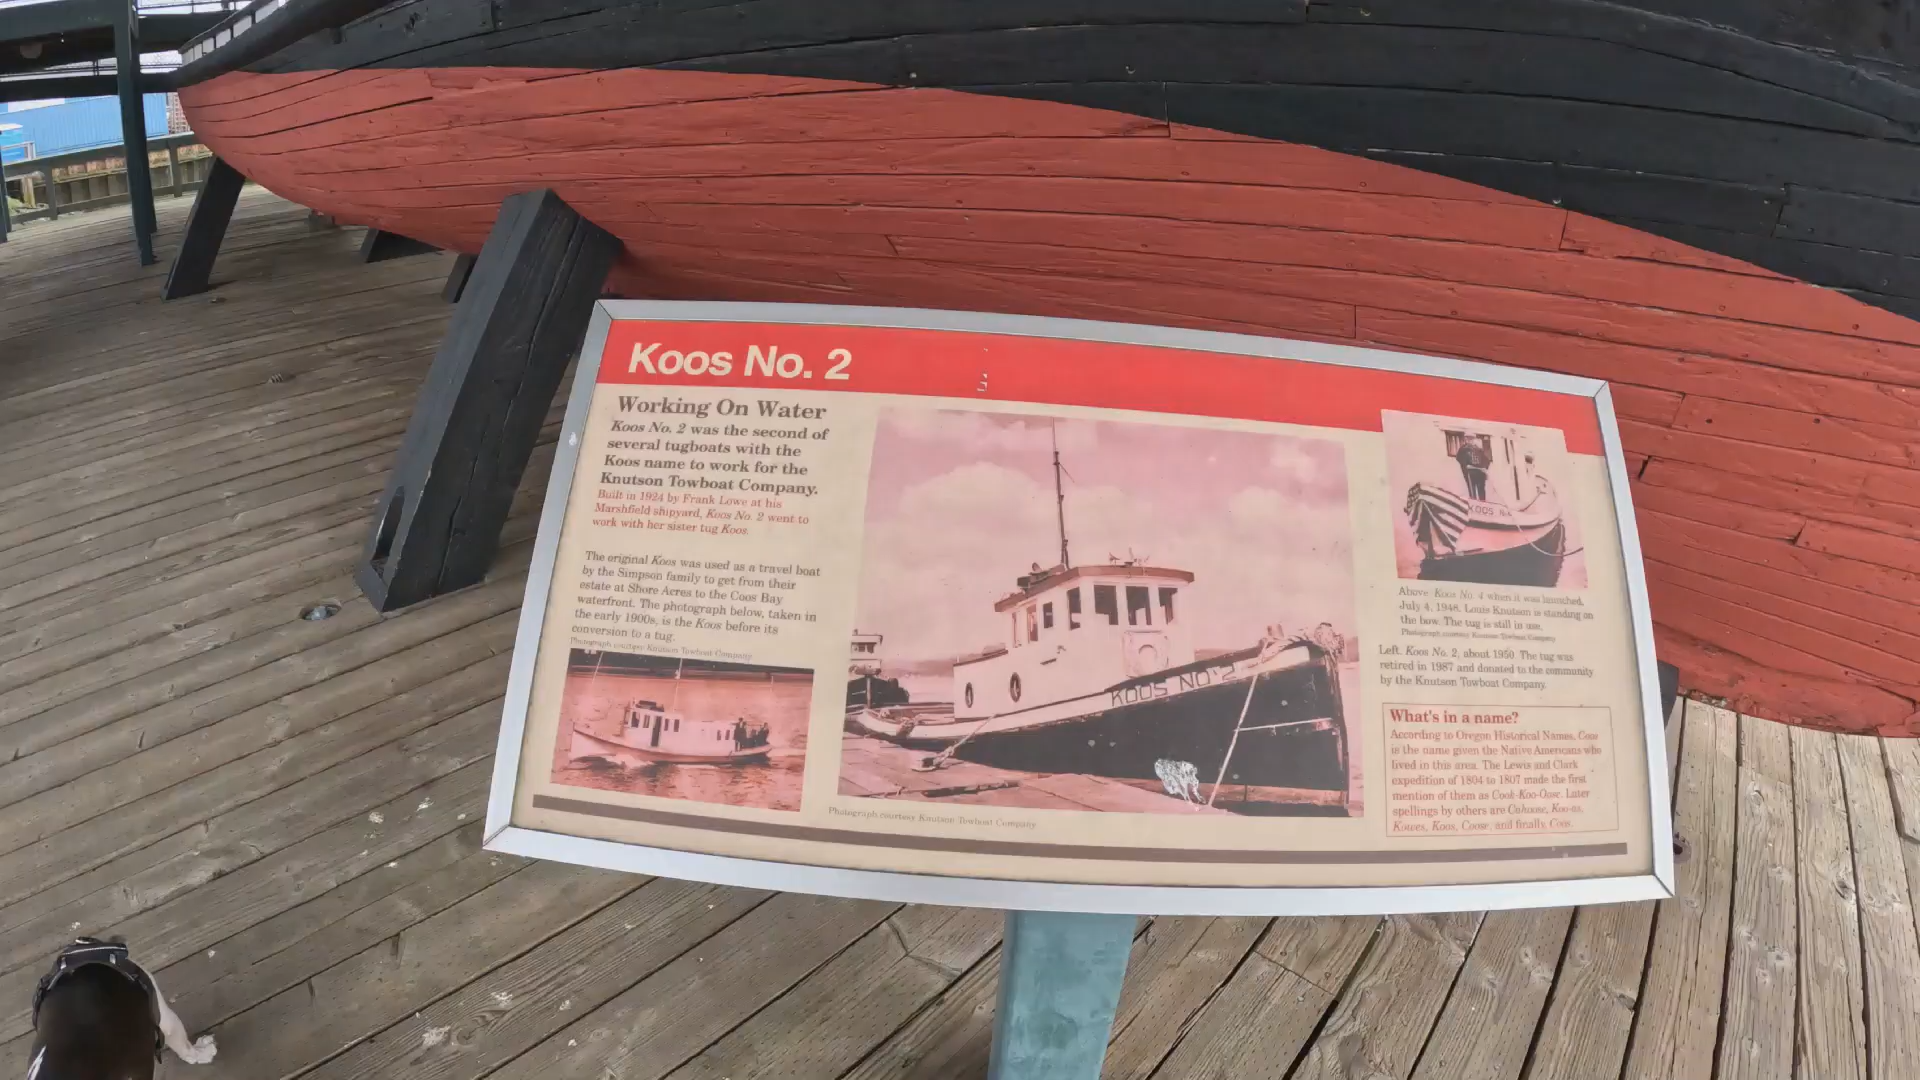 Koos No. 2
Working On Water
Koos No. 2 was the second of
several tugboats with the
Koos name to work for the
Knutson Towboat Company.
Built in 1924 by Frank Lowe at his
Marshfield shipyard, Koos No. 2 went to
work with her sister tug Koos.
The original Koos was used as a travel boat
by the Simpson family to get from their
estate at Shore Acres to the Coos Bay
waterfront. The photograph below, taken in
the early 1900s, is the Koos before its
conversion to a tug.
Photograph courtesy Knutson Towboat Company
KOOS NO. 2
Photograph courtesy Knutson Towboat Company
KOOS
Above Koos No. 4 when it was launched,
July 4, 1948. Louis Knutson is standing on
the bow. The tug is still in use.
Photograph courtesy Knutson Towboat Company
Left. Koos No. 2, about 1950. The tug was
retired in 1987 and donated to the community
by the Knutson Towboat Company.
What's in a name?
According to Oregon Historical Names, Coos
is the name given the Native Americans who
lived in this area. The Lewis and Clark
expedition of 1804 to 1807 made the first
mention of them as Cook-Koo-Oose. Later
spellings by others are Cahoose, Koo-as,
Kowes, Koos, Coose, and finally, Coos.